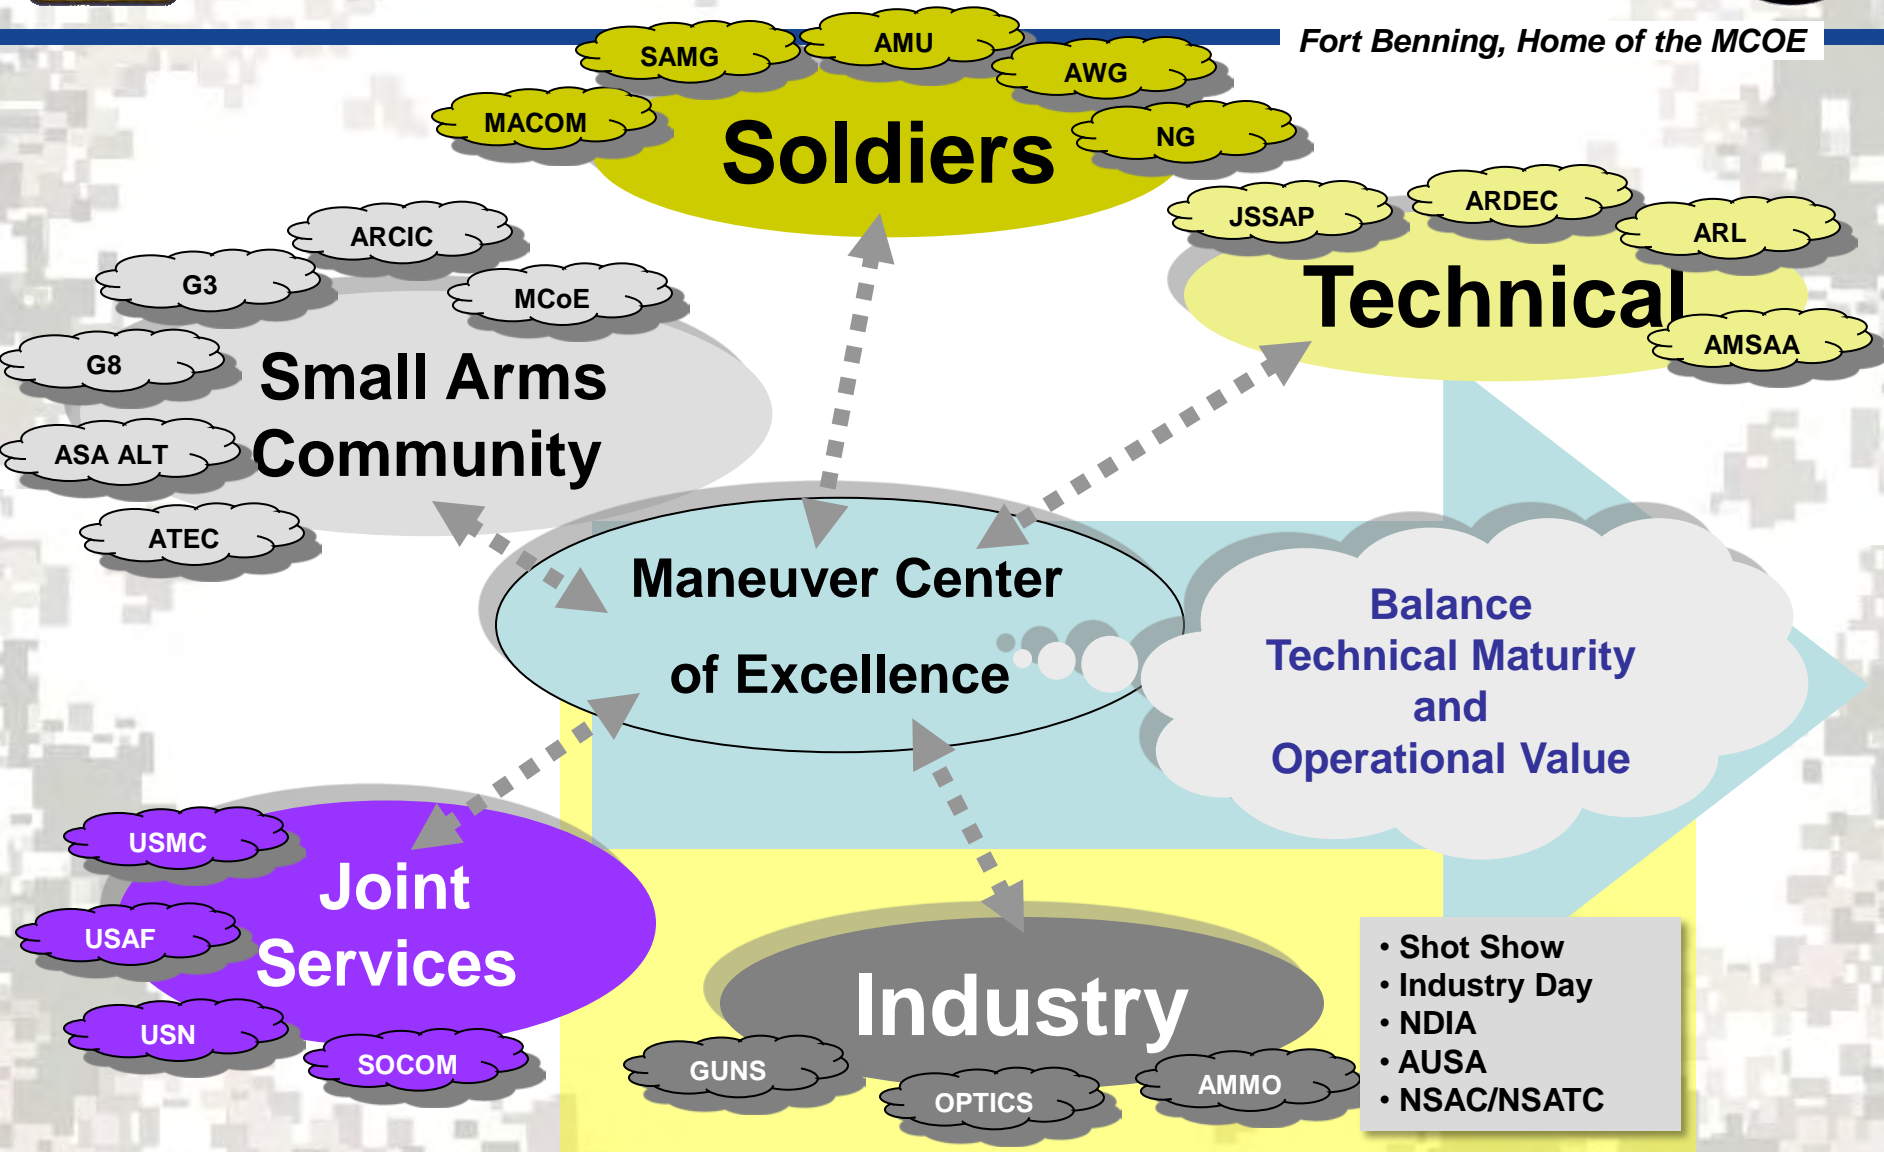 Fort Benning, Home of the MCOE
SAMG
AMU
AWG
MACOM
NG
Soldiers
JSSAP
ARDEC
ARL
Technical
AMSAA
ARCIC
G3
MCoE
G8
Small Arms
Community
ASA ALT
ATEC
Maneuver Center
of Excellence
Balance
Technical Maturity
and
Operational Value
USMC
Joint
Services
USAF
USN
SOCOM
Industry
GUNS
OPTICS
AMMO
• Shot Show
• Industry Day
• NDIA
• AUSA
• NSAC/NSATC